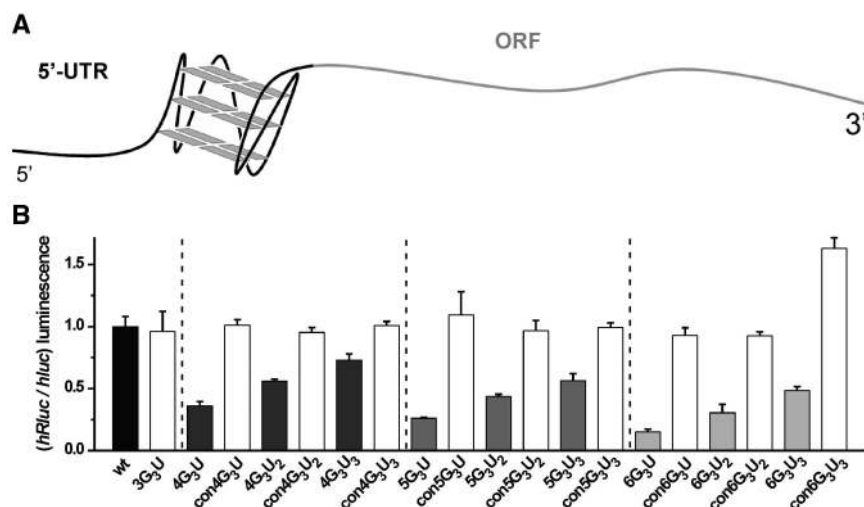 A
ORF
5'-UTR
3'
5'
B
(hRluc / hluc) luminescence
1.5
1.0
0.5
0.0
wt
3G₃U
4G₃U
con4G₃U
4G₃U₂
con4G₃U₂
4G₃U₃
con4G₃U₃
5G₃U
con5G₃U
5G₃U₂
con5G₃U₂
5G₃U₃
con5G₃U₃
6G₃U
con6G₃U
6G₃U₂
con6G₃U₂
6G₃U₃
con6G₃U₃